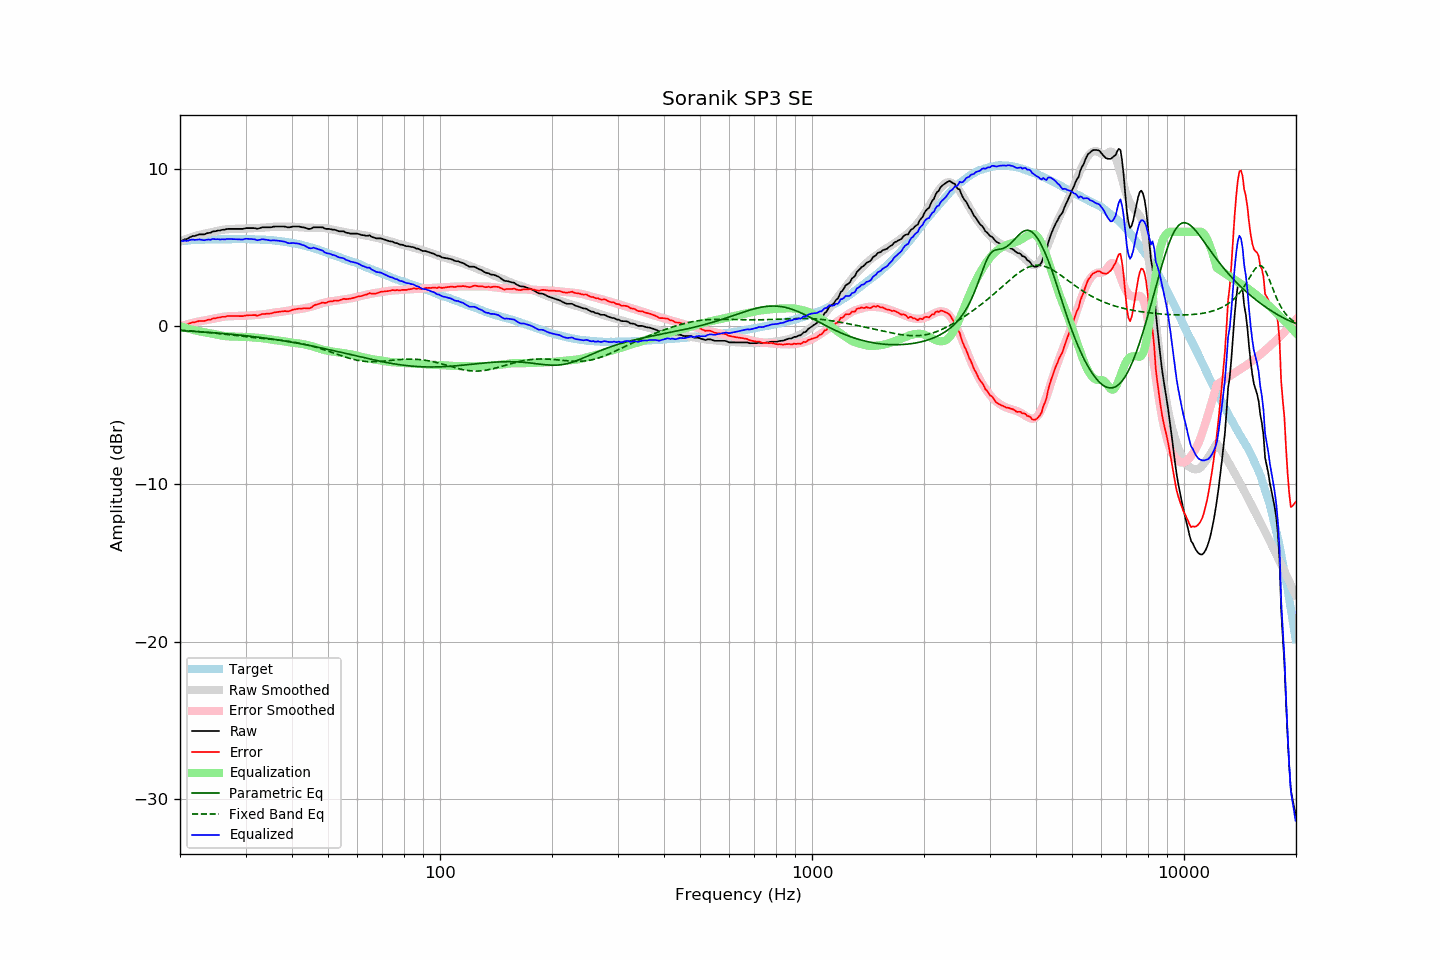 Soranik SP3 SE
10
0
−10
−20
−30
Amplitude (dBr)
Target
Raw Smoothed
Error Smoothed
Raw
Error
Equalization
Parametric Eq
Fixed Band Eq
Equalized
100
1000
10000
Frequency (Hz)